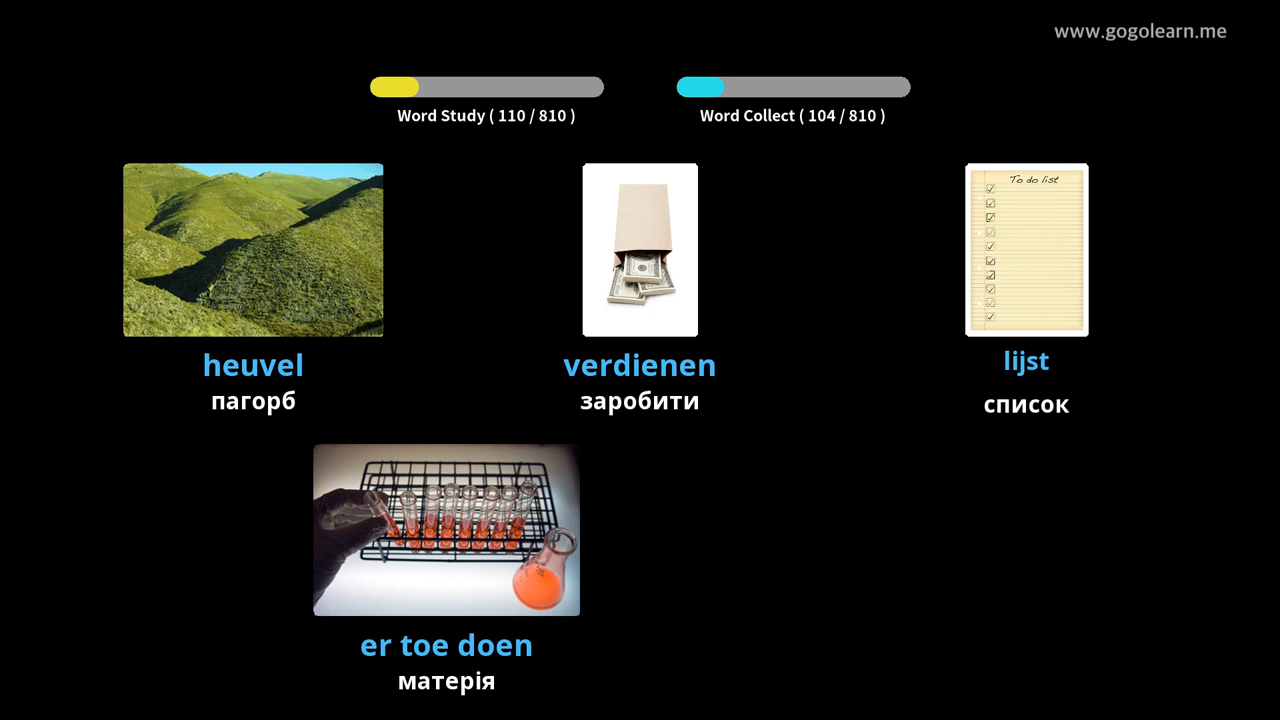 www.gogolearn.me
Word Study ( 110 / 810 )
Word Collect ( 104 / 810 )
To do list
heuvel
пагорб
verdienen
заробити
lijst
список
er toe doen
матерія